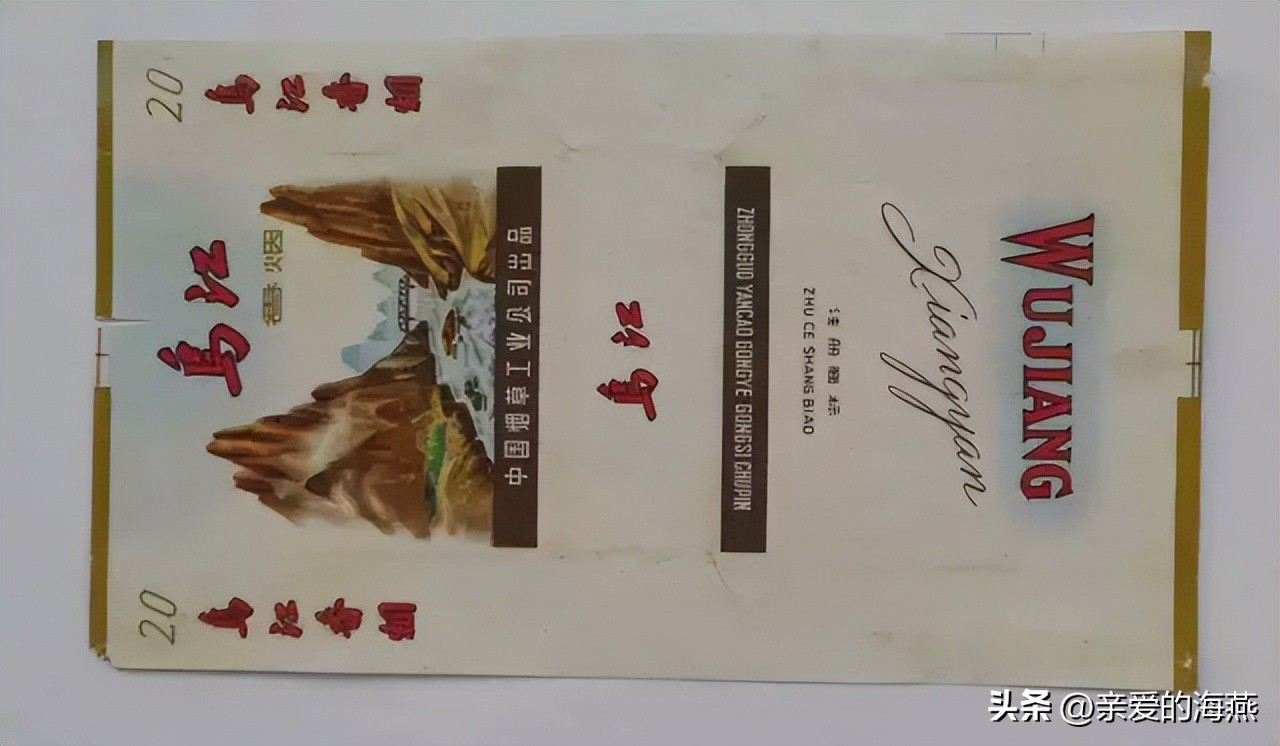 20
乌江香烟
乌江
香烟
中国烟草工业公司出品
20
乌江香烟
乌江
ZHONGGUO YANCAO GONGYE GONGSI CHUPIN
注册商标
ZHU CE SHANG BIAO
Xiangyan
WUJIANG
头条 @亲爱的海燕